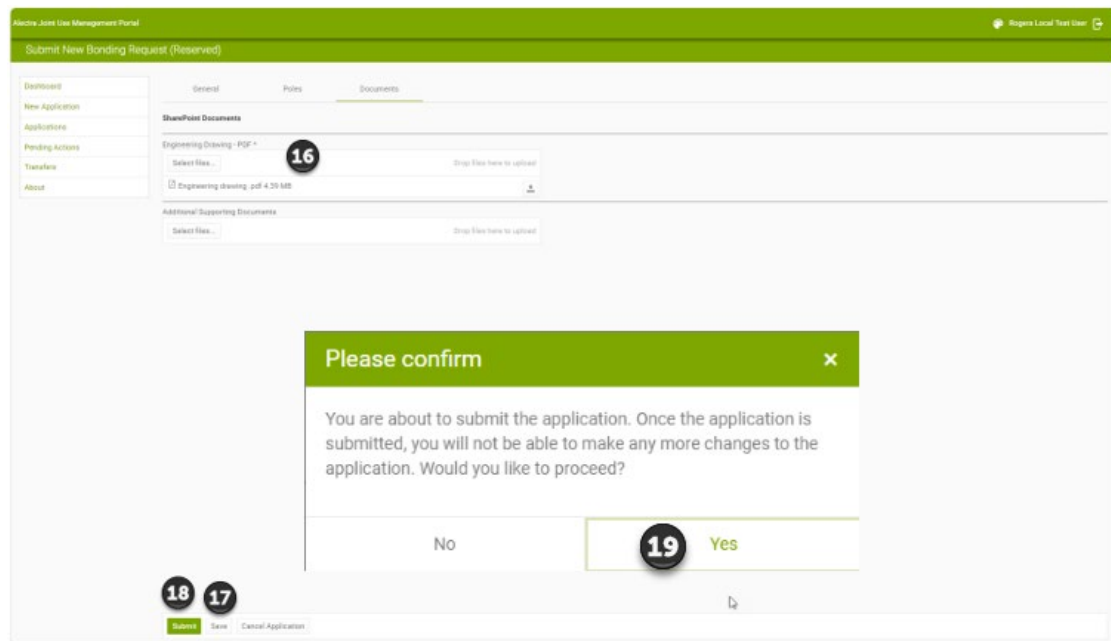 Alectra Joint Use Management Portal
Rogers Local Test User
Submit New Bonding Request (Reserved)
Dashboard
New Application
Applications
Pending Actions
Transfers
About
General Poles Documents
SharePoint Documents
Engineering Drawing - PDF *
16
Select files... Drop files here to upload
Engineering drawing .pdf 4.39 MB
Additional Supporting Documents
Select files... Drop files here to upload
Please confirm
You are about to submit the application. Once the application is
submitted, you will not be able to make any more changes to the
application. Would you like to proceed?
No 19 Yes
18 17
Submit Save Cancel Application